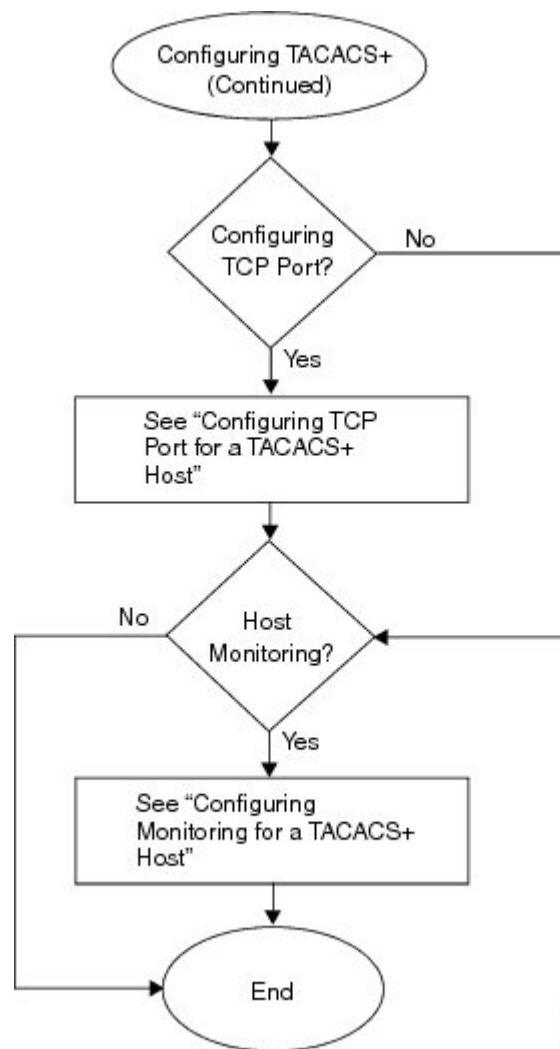 Configuring TACACS+
(Continued)
Configuring
TCP Port?
No
Yes
See “Configuring TCP
Port for a TACACS+
Host”
No
Host
Monitoring?
Yes
See “Configuring
Monitoring for a TACACS+
Host”
End